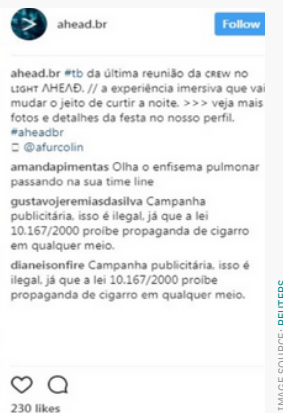 ahead.br
Follow
ahead.br #tb da última reunião da CREW no
LIGHT ΛHEΛĐ. // a experiência imersiva que vai
mudar o jeito de curtir a noite. >>> veja mais
fotos e detalhes da festa no nosso perfil.
#aheadbr
@afurcolin
amandapimentas Olha o enfisema pulmonar
passando na sua time line
gustavojeremiasdasilva Campanha
publicitária, isso é ilegal, já que a lei
10.167/2000 proíbe propaganda de cigarro
em qualquer meio.
dianeisonfire Campanha publicitária, isso é
ilegal, já que a lei 10.167/2000 proíbe
propaganda de cigarro em qualquer meio.
230 likes
IMAGE SOURCE: REUTERS